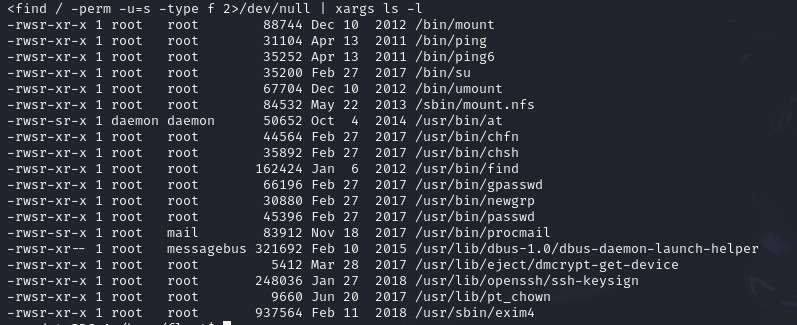 <find / -perm -u=s -type f 2>/dev/null | xargs ls -l
-rwsr-xr-x 1 root   root        88744 Dec 10  2012 /bin/mount
-rwsr-xr-x 1 root   root        31104 Apr 13  2011 /bin/ping
-rwsr-xr-x 1 root   root        35252 Apr 13  2011 /bin/ping6
-rwsr-xr-x 1 root   root        35200 Feb 27  2017 /bin/su
-rwsr-xr-x 1 root   root        67704 Dec 10  2012 /bin/umount
-rwsr-xr-x 1 root   root        84532 May 22  2013 /sbin/mount.nfs
-rwsr-sr-x 1 daemon daemon      50652 Oct  4  2014 /usr/bin/at
-rwsr-xr-x 1 root   root        44564 Feb 27  2017 /usr/bin/chfn
-rwsr-xr-x 1 root   root        35892 Feb 27  2017 /usr/bin/chsh
-rwsr-xr-x 1 root   root       162424 Jan  6  2012 /usr/bin/find
-rwsr-xr-x 1 root   root        66196 Feb 27  2017 /usr/bin/gpasswd
-rwsr-xr-x 1 root   root        30880 Feb 27  2017 /usr/bin/newgrp
-rwsr-xr-x 1 root   root        45396 Feb 27  2017 /usr/bin/passwd
-rwsr-sr-x 1 root   mail        83912 Nov 18  2017 /usr/bin/procmail
-rwsr-xr-- 1 root   messagebus 321692 Feb 10  2015 /usr/lib/dbus-1.0/dbus-daemon-launch-helper
-rwsr-xr-x 1 root   root         5412 Mar 28  2017 /usr/lib/eject/dmcrypt-get-device
-rwsr-xr-x 1 root   root       248036 Jan 27  2018 /usr/lib/openssh/ssh-keysign
-rwsr-xr-x 1 root   root         9660 Jun 20  2017 /usr/lib/pt_chown
-rwsr-xr-x 1 root   root       937564 Feb 11  2018 /usr/sbin/exim4